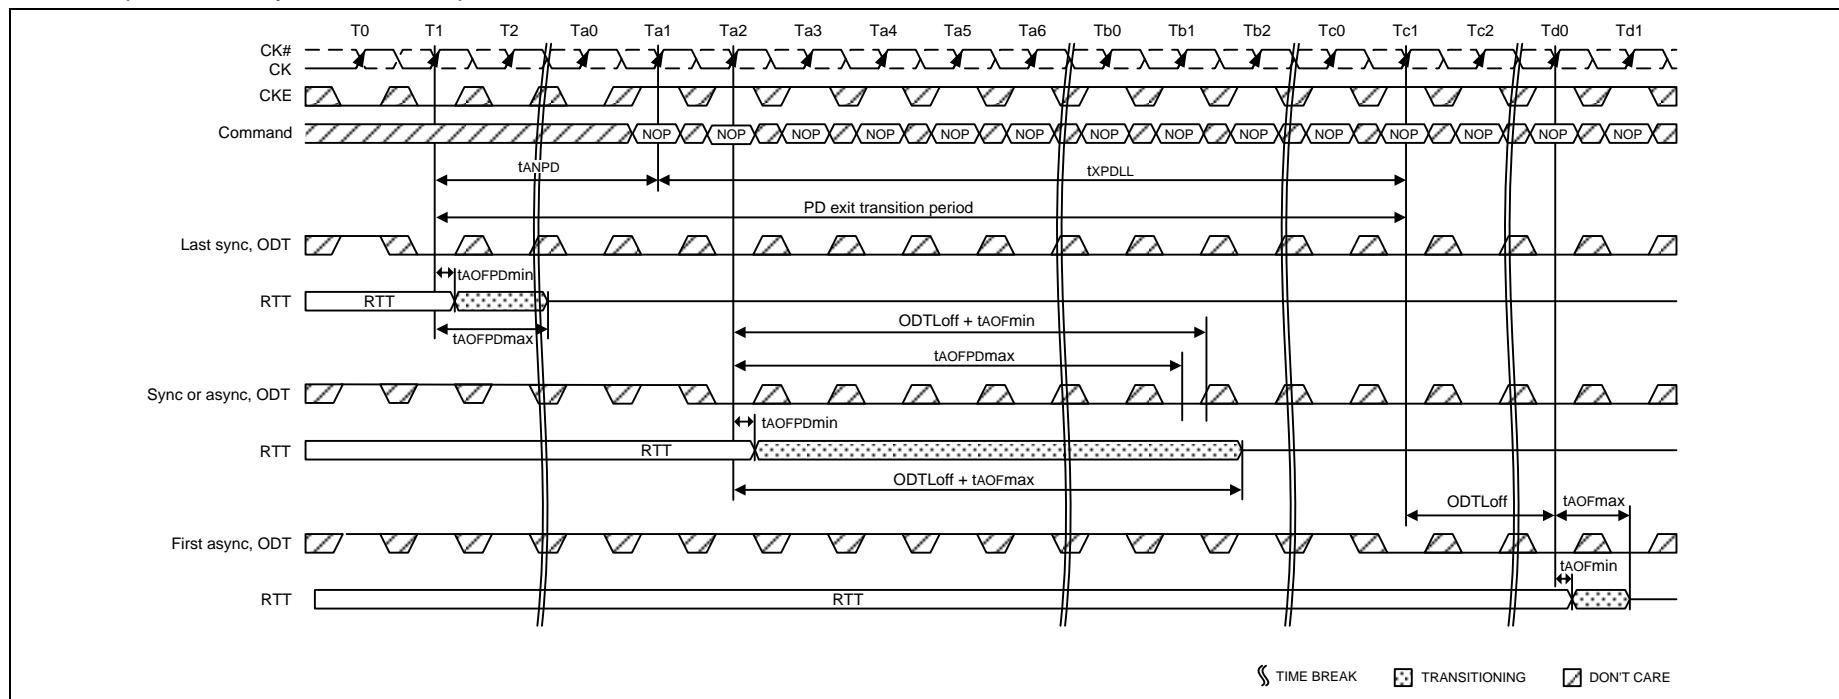 T0 T1 T2 Ta0 Ta1 Ta2 Ta3 Ta4 Ta5 Ta6 Tb0 Tb1 Tb2 Tc0 Tc1 Tc2 Td0 Td1
CK#
CK
CKE
Command NOP NOP NOP NOP NOP NOP NOP NOP NOP NOP NOP NOP NOP NOP
tANPD tXPDLL
PD exit transition period
Last sync, ODT
tAOFPDmin
RTT RTT
tAOFPDmax
ODTLoff + tAOFmin
tAOFPDmax
Sync or async, ODT
tAOFPDmin
RTT RTT
ODTLoff + tAOFmax
ODTLoff tAOFmax
First async, ODT
tAOFmin
RTT RTT
TIME BREAK TRANSITIONING DON'T CARE